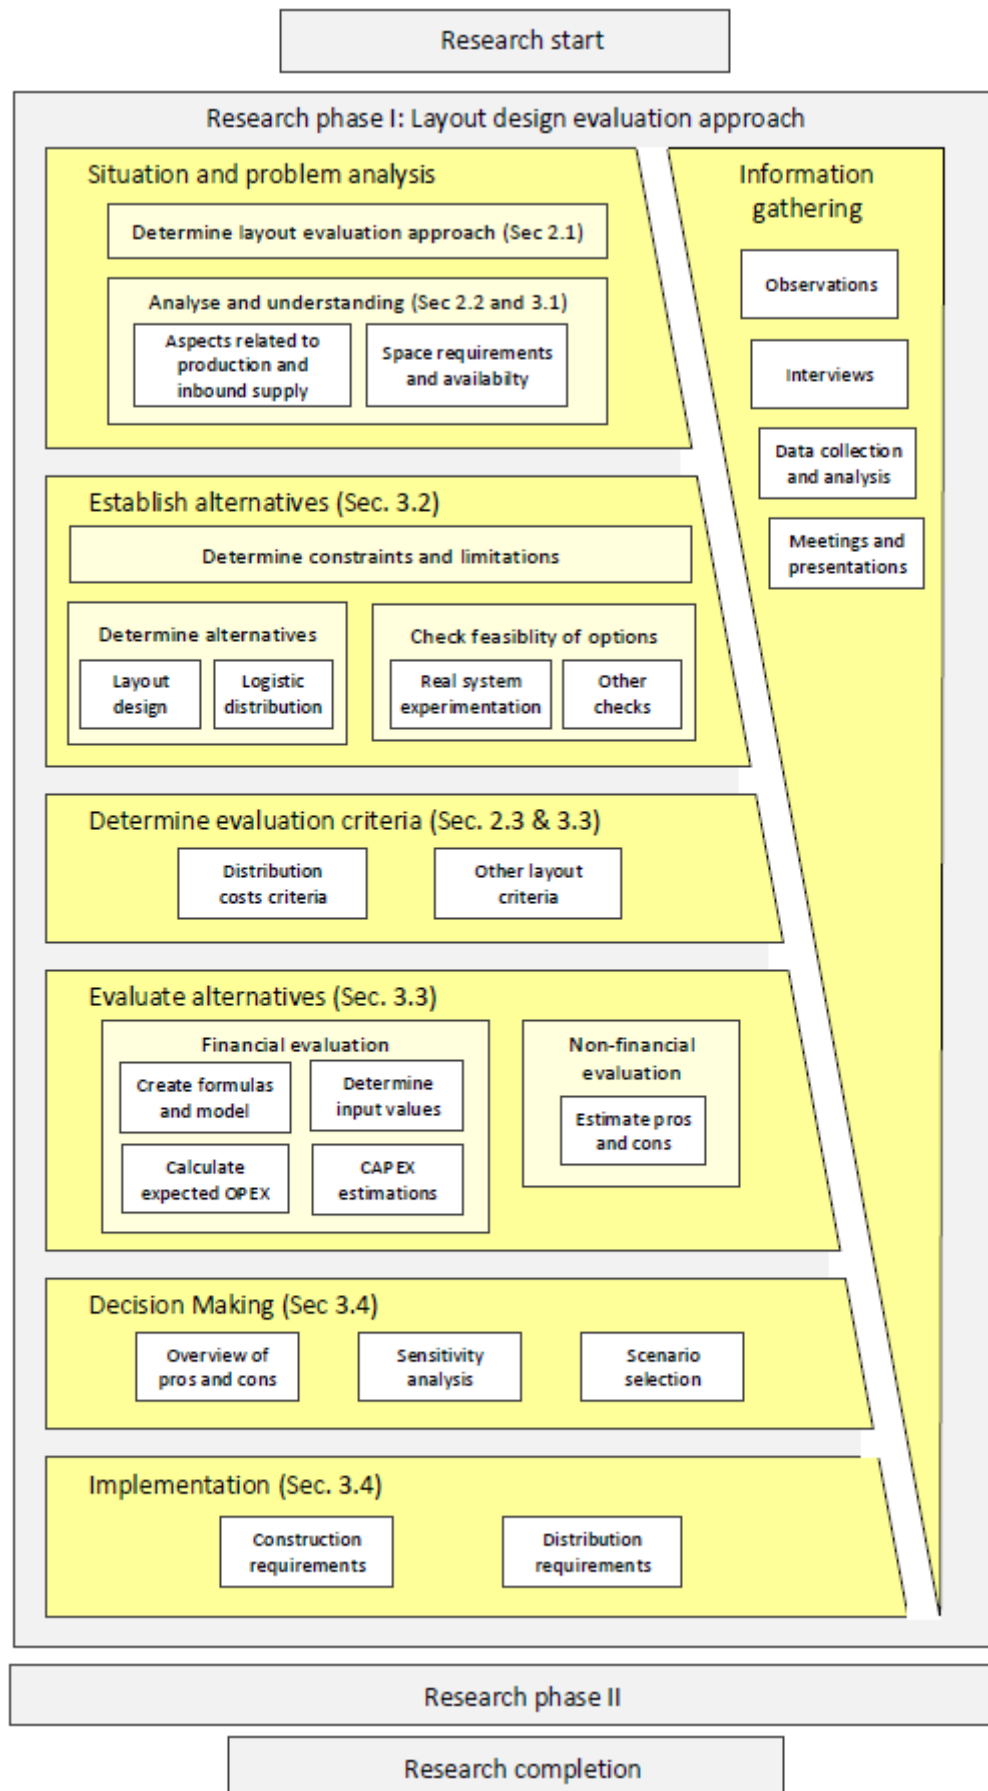 Research start
Research phase I: Layout design evaluation approach
Situation and problem analysis
Determine layout evaluation approach (Sec 2.1)
Analyse and understanding (Sec 2.2 and 3.1)
Aspects related to
production and
inbound supply
Space requirements
and availabilty
Information
gathering
Observations
Interviews
Data collection
and analysis
Meetings and
presentations
Establish alternatives (Sec. 3.2)
Determine constraints and limitations
Determine alternatives
Layout
design
Logistic
distribution
Check feasiblity of options
Real system
experimentation
Other
checks
Determine evaluation criteria (Sec. 2.3 & 3.3)
Distribution
costs criteria
Other layout
criteria
Evaluate alternatives (Sec. 3.3)
Financial evaluation
Create formulas
and model
Determine
input values
Calculate
expected OPEX
CAPEX
estimations
Non-financial
evaluation
Estimate pros
and cons
Decision Making (Sec 3.4)
Overview of
pros and cons
Sensitivity
analysis
Scenario
selection
Implementation (Sec. 3.4)
Construction
requirements
Distribution
requirements
Research phase II
Research completion